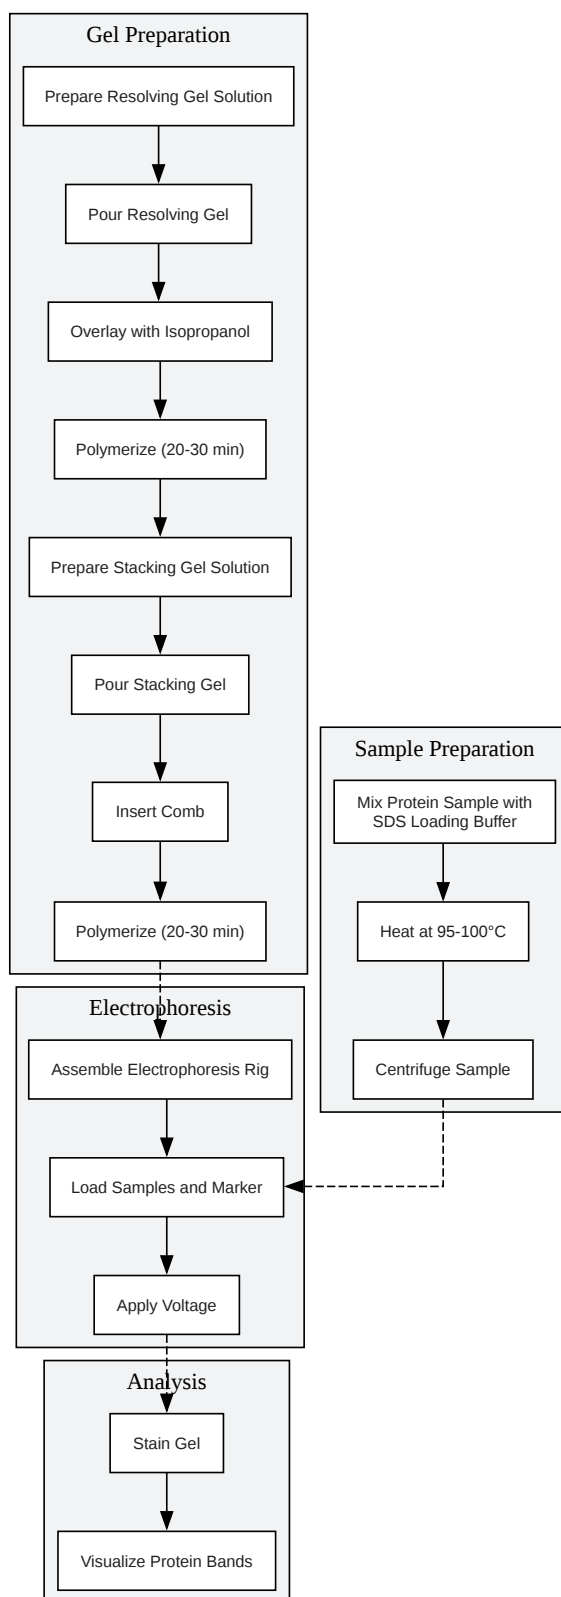 Gel Preparation
Prepare Resolving Gel Solution
Pour Resolving Gel
Overlay with Isopropanol
Polymerize (20-30 min)
Prepare Stacking Gel Solution
Pour Stacking Gel
Insert Comb
Polymerize (20-30 min)
Sample Preparation
Mix Protein Sample with
SDS Loading Buffer
Heat at 95-100°C
Centrifuge Sample
Electrophoresis
Assemble Electrophoresis Rig
Load Samples and Marker
Apply Voltage
Analysis
Stain Gel
Visualize Protein Bands